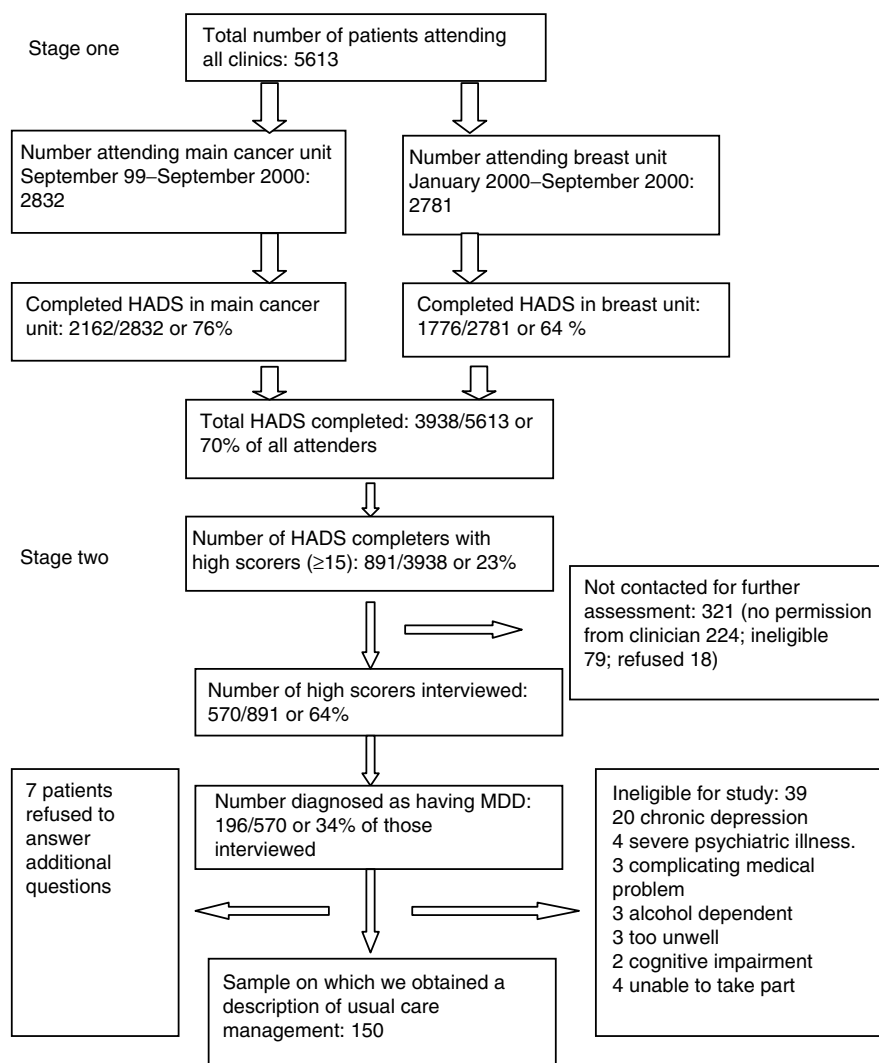 Stage one
Total number of patients attending
all clinics: 5613
Number attending main cancer unit
September 99–September 2000:
2832
Number attending breast unit
January 2000–September 2000:
2781
Completed HADS in main cancer
unit: 2162/2832 or 76%
Completed HADS in breast unit:
1776/2781 or 64 %
Total HADS completed: 3938/5613 or
70% of all attenders
Stage two
Number of HADS completers with
high scorers (≥15): 891/3938 or 23%
Not contacted for further
assessment: 321 (no permission
from clinician 224; ineligible
79; refused 18)
Number of high scorers interviewed:
570/891 or 64%
7 patients
refused to
answer
additional
questions
Number diagnosed as having MDD:
196/570 or 34% of those
interviewed
Ineligible for study: 39
20 chronic depression
4 severe psychiatric illness.
3 complicating medical
problem
3 alcohol dependent
3 too unwell
2 cognitive impairment
4 unable to take part
Sample on which we obtained a
description of usual care
management: 150